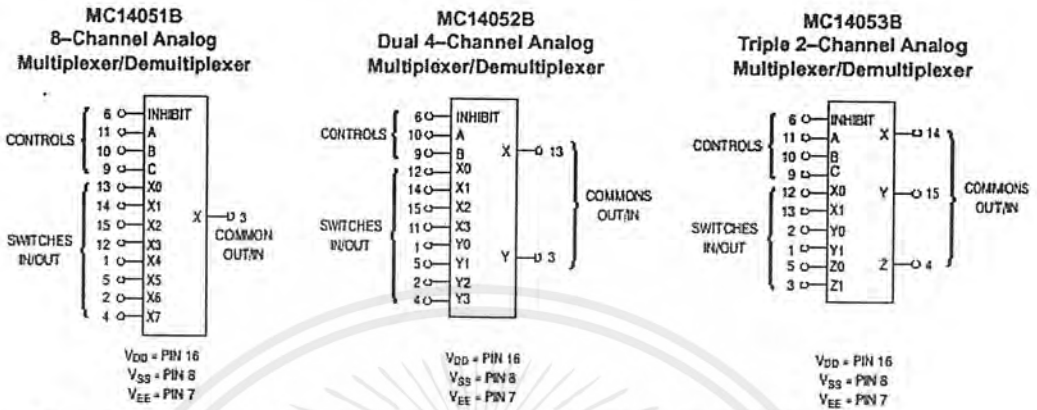 MC14051B
8–Channel Analog
Multiplexer/Demultiplexer
CONTROLS
6 INHIBIT
11 A
10 B
9 C
SWITCHES
IN/OUT
13 X0
14 X1
15 X2
12 X3
1 X4
5 X5
2 X6
4 X7
X 3
COMMON
OUT/IN
VDD = PIN 16
VSS = PIN 8
VEE = PIN 7
MC14052B
Dual 4–Channel Analog
Multiplexer/Demultiplexer
CONTROLS
6 INHIBIT
10 A
9 B
SWITCHES
IN/OUT
12 X0
14 X1
15 X2
11 X3
1 Y0
5 Y1
2 Y2
4 Y3
X 13
Y 3
COMMONS
OUT/IN
VDD = PIN 16
VSS = PIN 8
VEE = PIN 7
MC14053B
Triple 2–Channel Analog
Multiplexer/Demultiplexer
CONTROLS
6 INHIBIT
11 A
10 B
9 C
SWITCHES
IN/OUT
12 X0
13 X1
2 Y0
1 Y1
5 Z0
3 Z1
X 14
Y 15
Z 4
COMMONS
OUT/IN
VDD = PIN 16
VSS = PIN 8
VEE = PIN 7